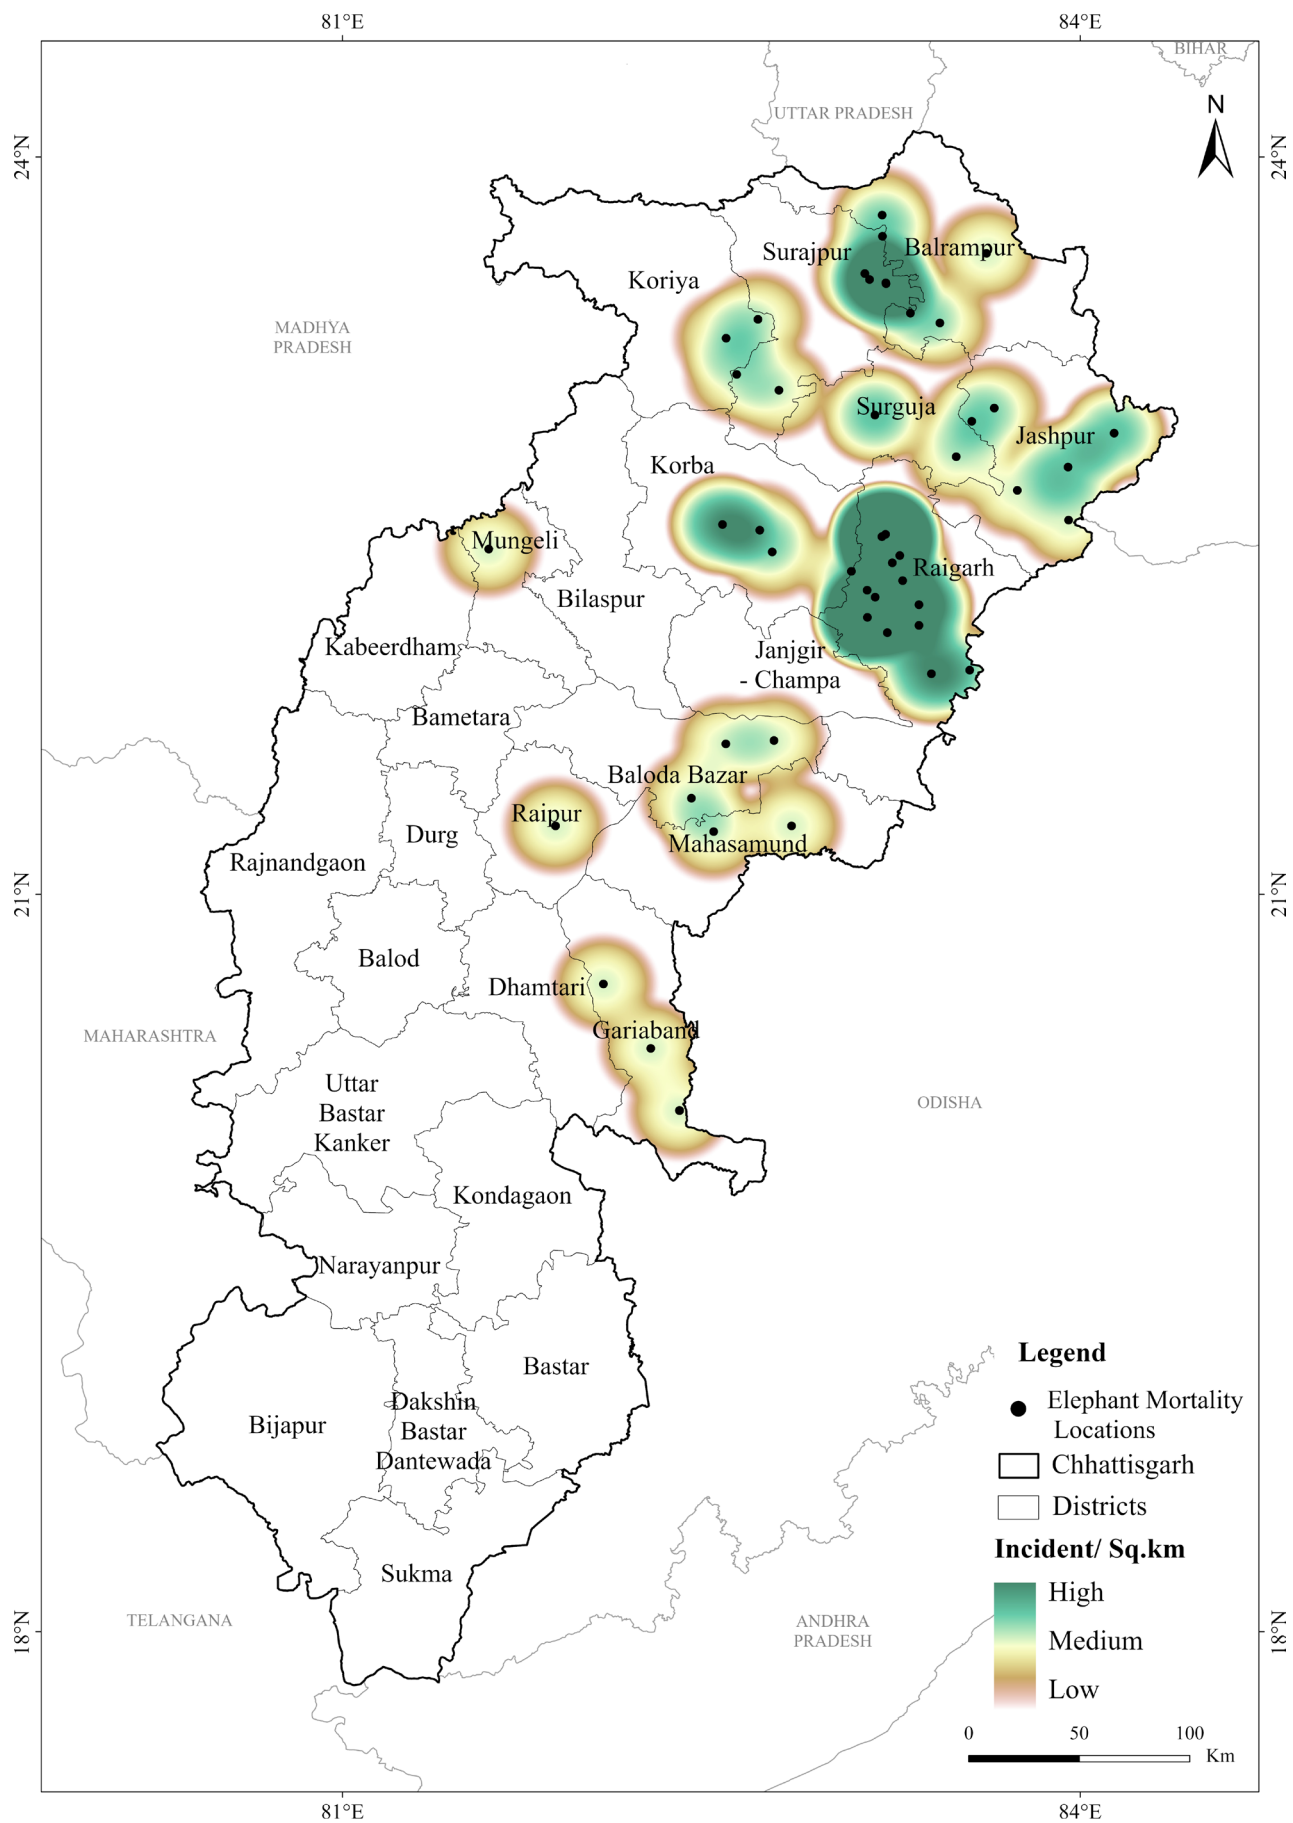 81°E
84°E
BIHAR
UTTAR PRADESH
N
24°N
24°N
Surajpur
Balrampur
Koriya
MADHYA
PRADESH
Surguja
Jashpur
Korba
Mungeli
Raigarh
Bilaspur
Kabeerdham
Janjgir
- Champa
Bametara
Baloda Bazar
Raipur
Durg
Mahasamund
Rajnandgaon
21°N
21°N
Balod
Dhamtari
Gariaband
MAHARASHTRA
Uttar
Bastar
Kanker
ODISHA
Kondagaon
Narayanpur
Bastar
Dakshin
Bastar
Dantewada
Bijapur
Sukma
TELANGANA
ANDHRA
PRADESH
18°N
18°N
Legend
Elephant Mortality
Locations
Chhattisgarh
Districts
Incident/ Sq.km
High
Medium
Low
0 50 100
Km
81°E
84°E